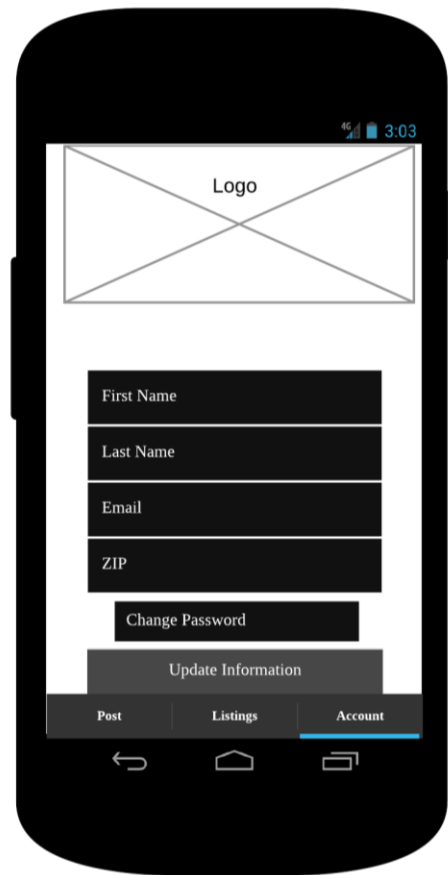 4G 3:03
Logo
First Name
Last Name
Email
ZIP
Change Password
Update Information
Post Listings Account